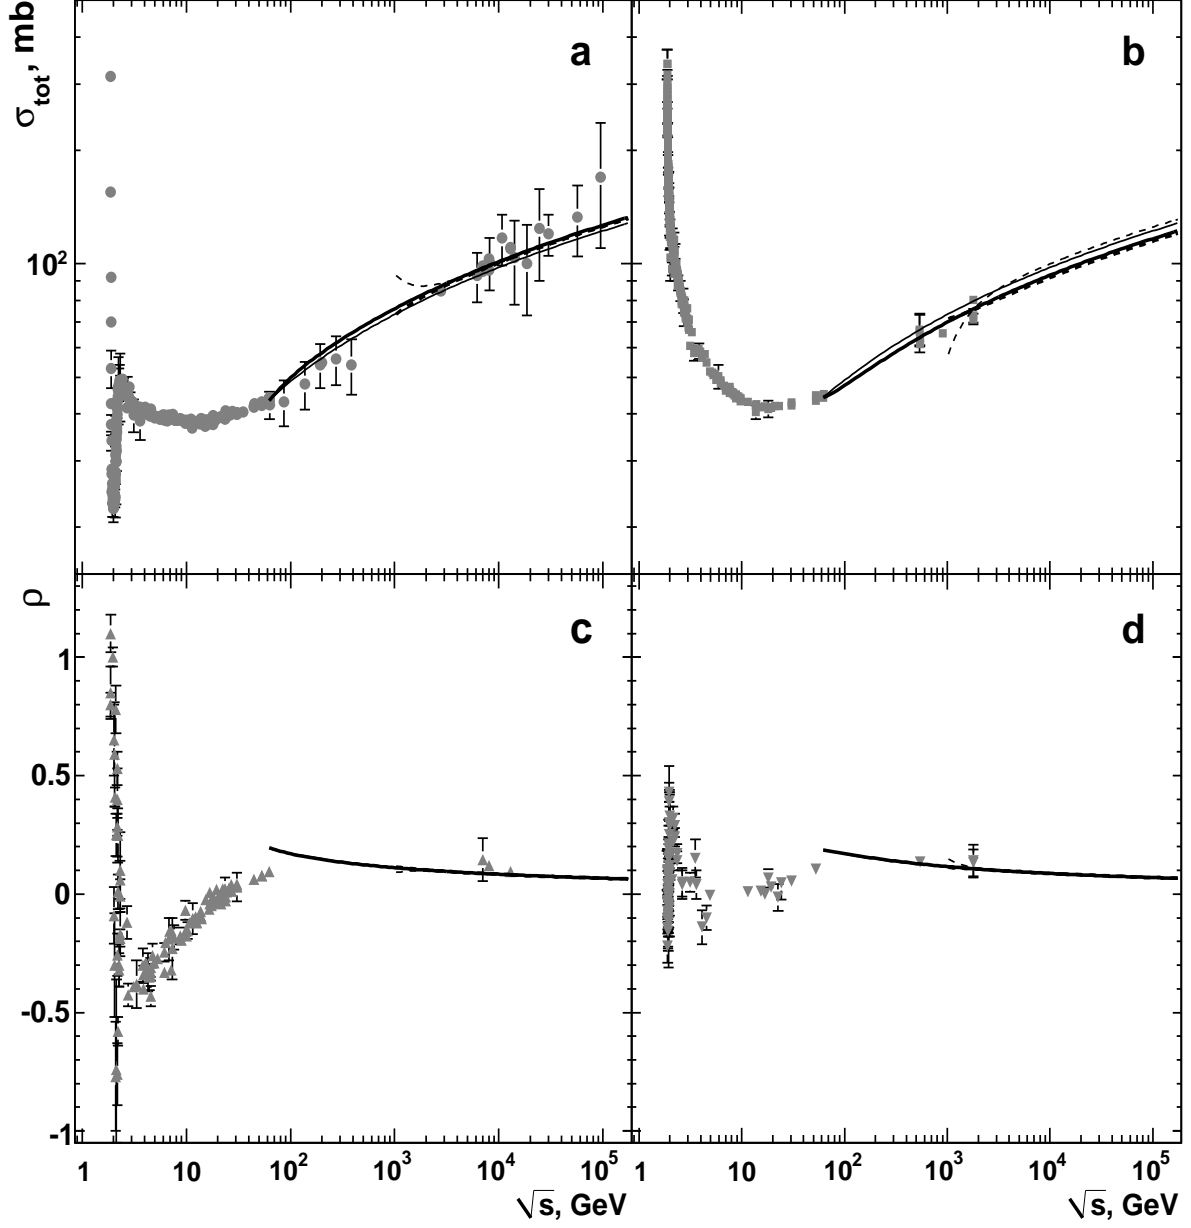 σtot, mb
a
b
10²
ρ
c
d
1
0.5
0
-0.5
-1
1 10 10² 10³ 10⁴ 10⁵ 1 10 10² 10³ 10⁴ 10⁵
√s, GeV √s, GeV